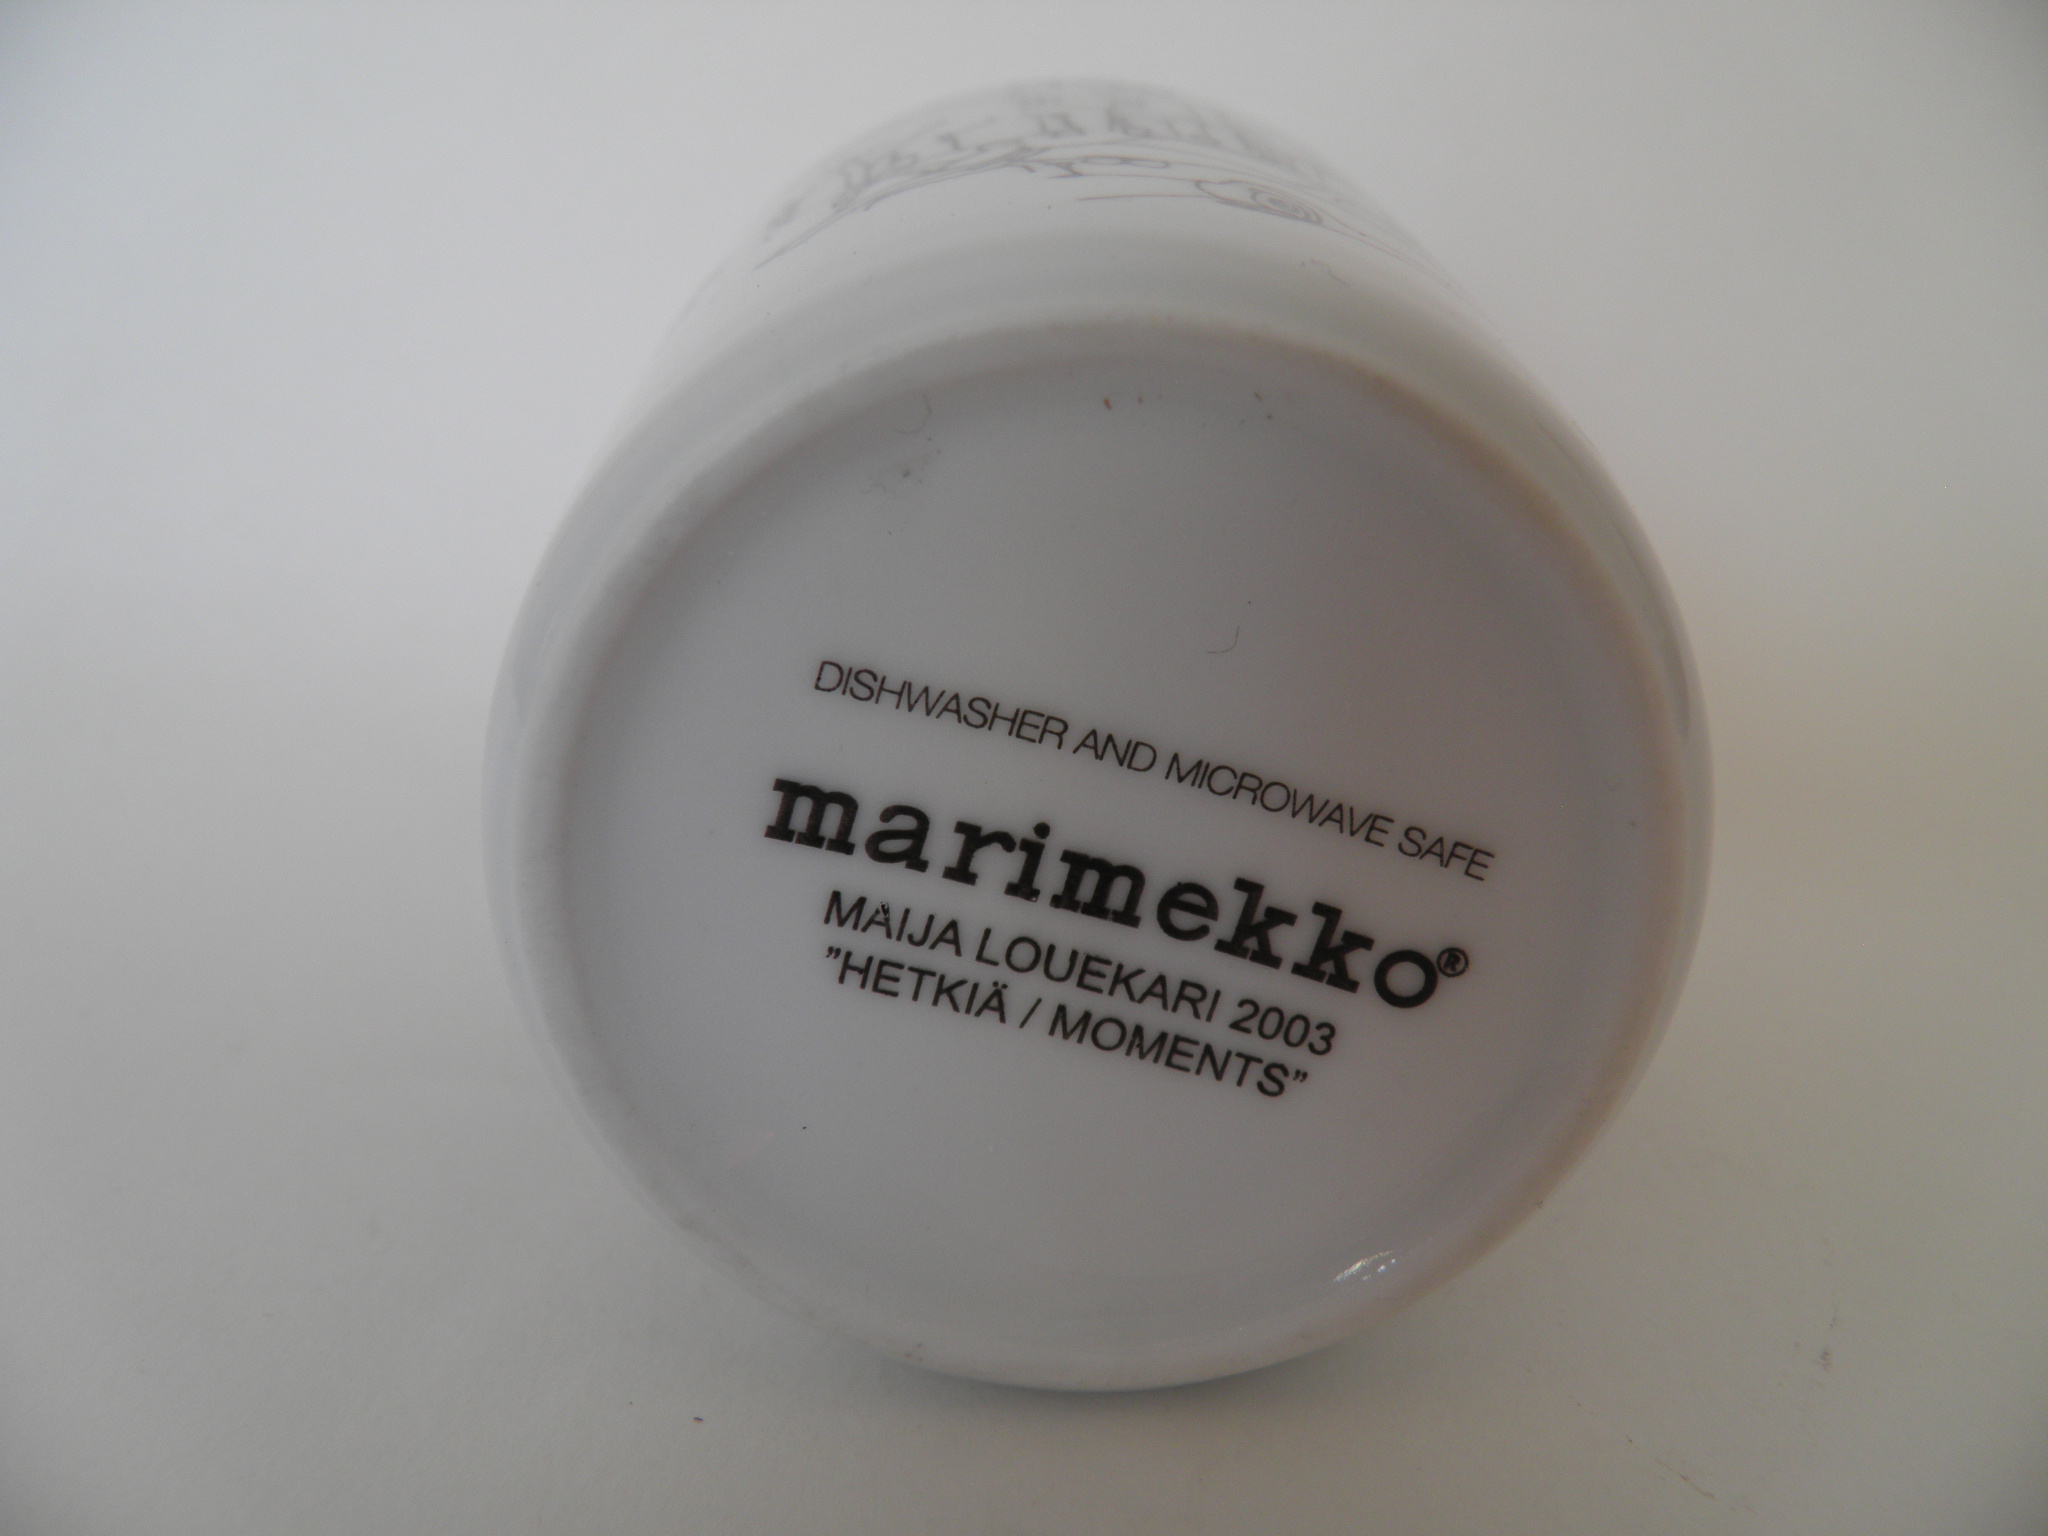 DISHWASHER AND MICROWAVE SAFE
marimekko®
MAIJA LOUEKARI 2003
”HETKIÄ / MOMENTS”